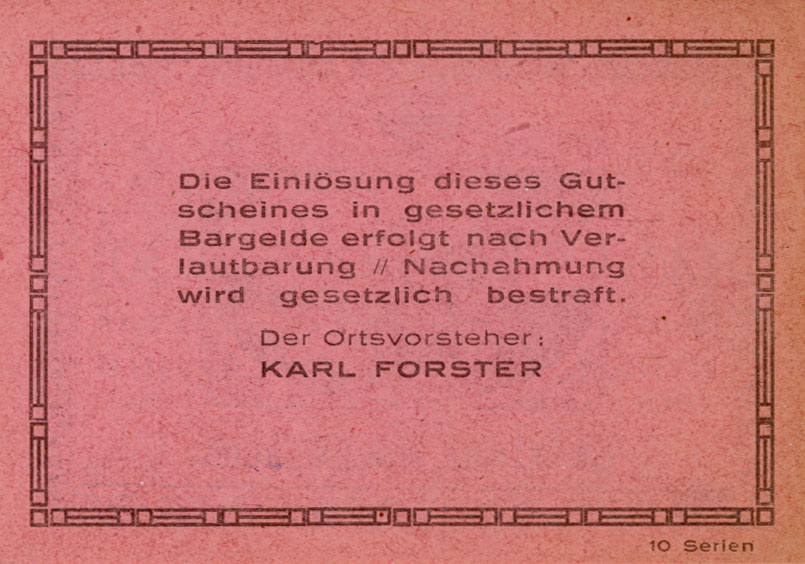 Die Einlösung dieses Gut-
scheines in gesetzlichem
Bargelde erfolgt nach Ver-
lautbarung // Nachahmung
wird gesetzlich bestraft.
Der Ortsvorsteher:
KARL FORSTER
10 Serien